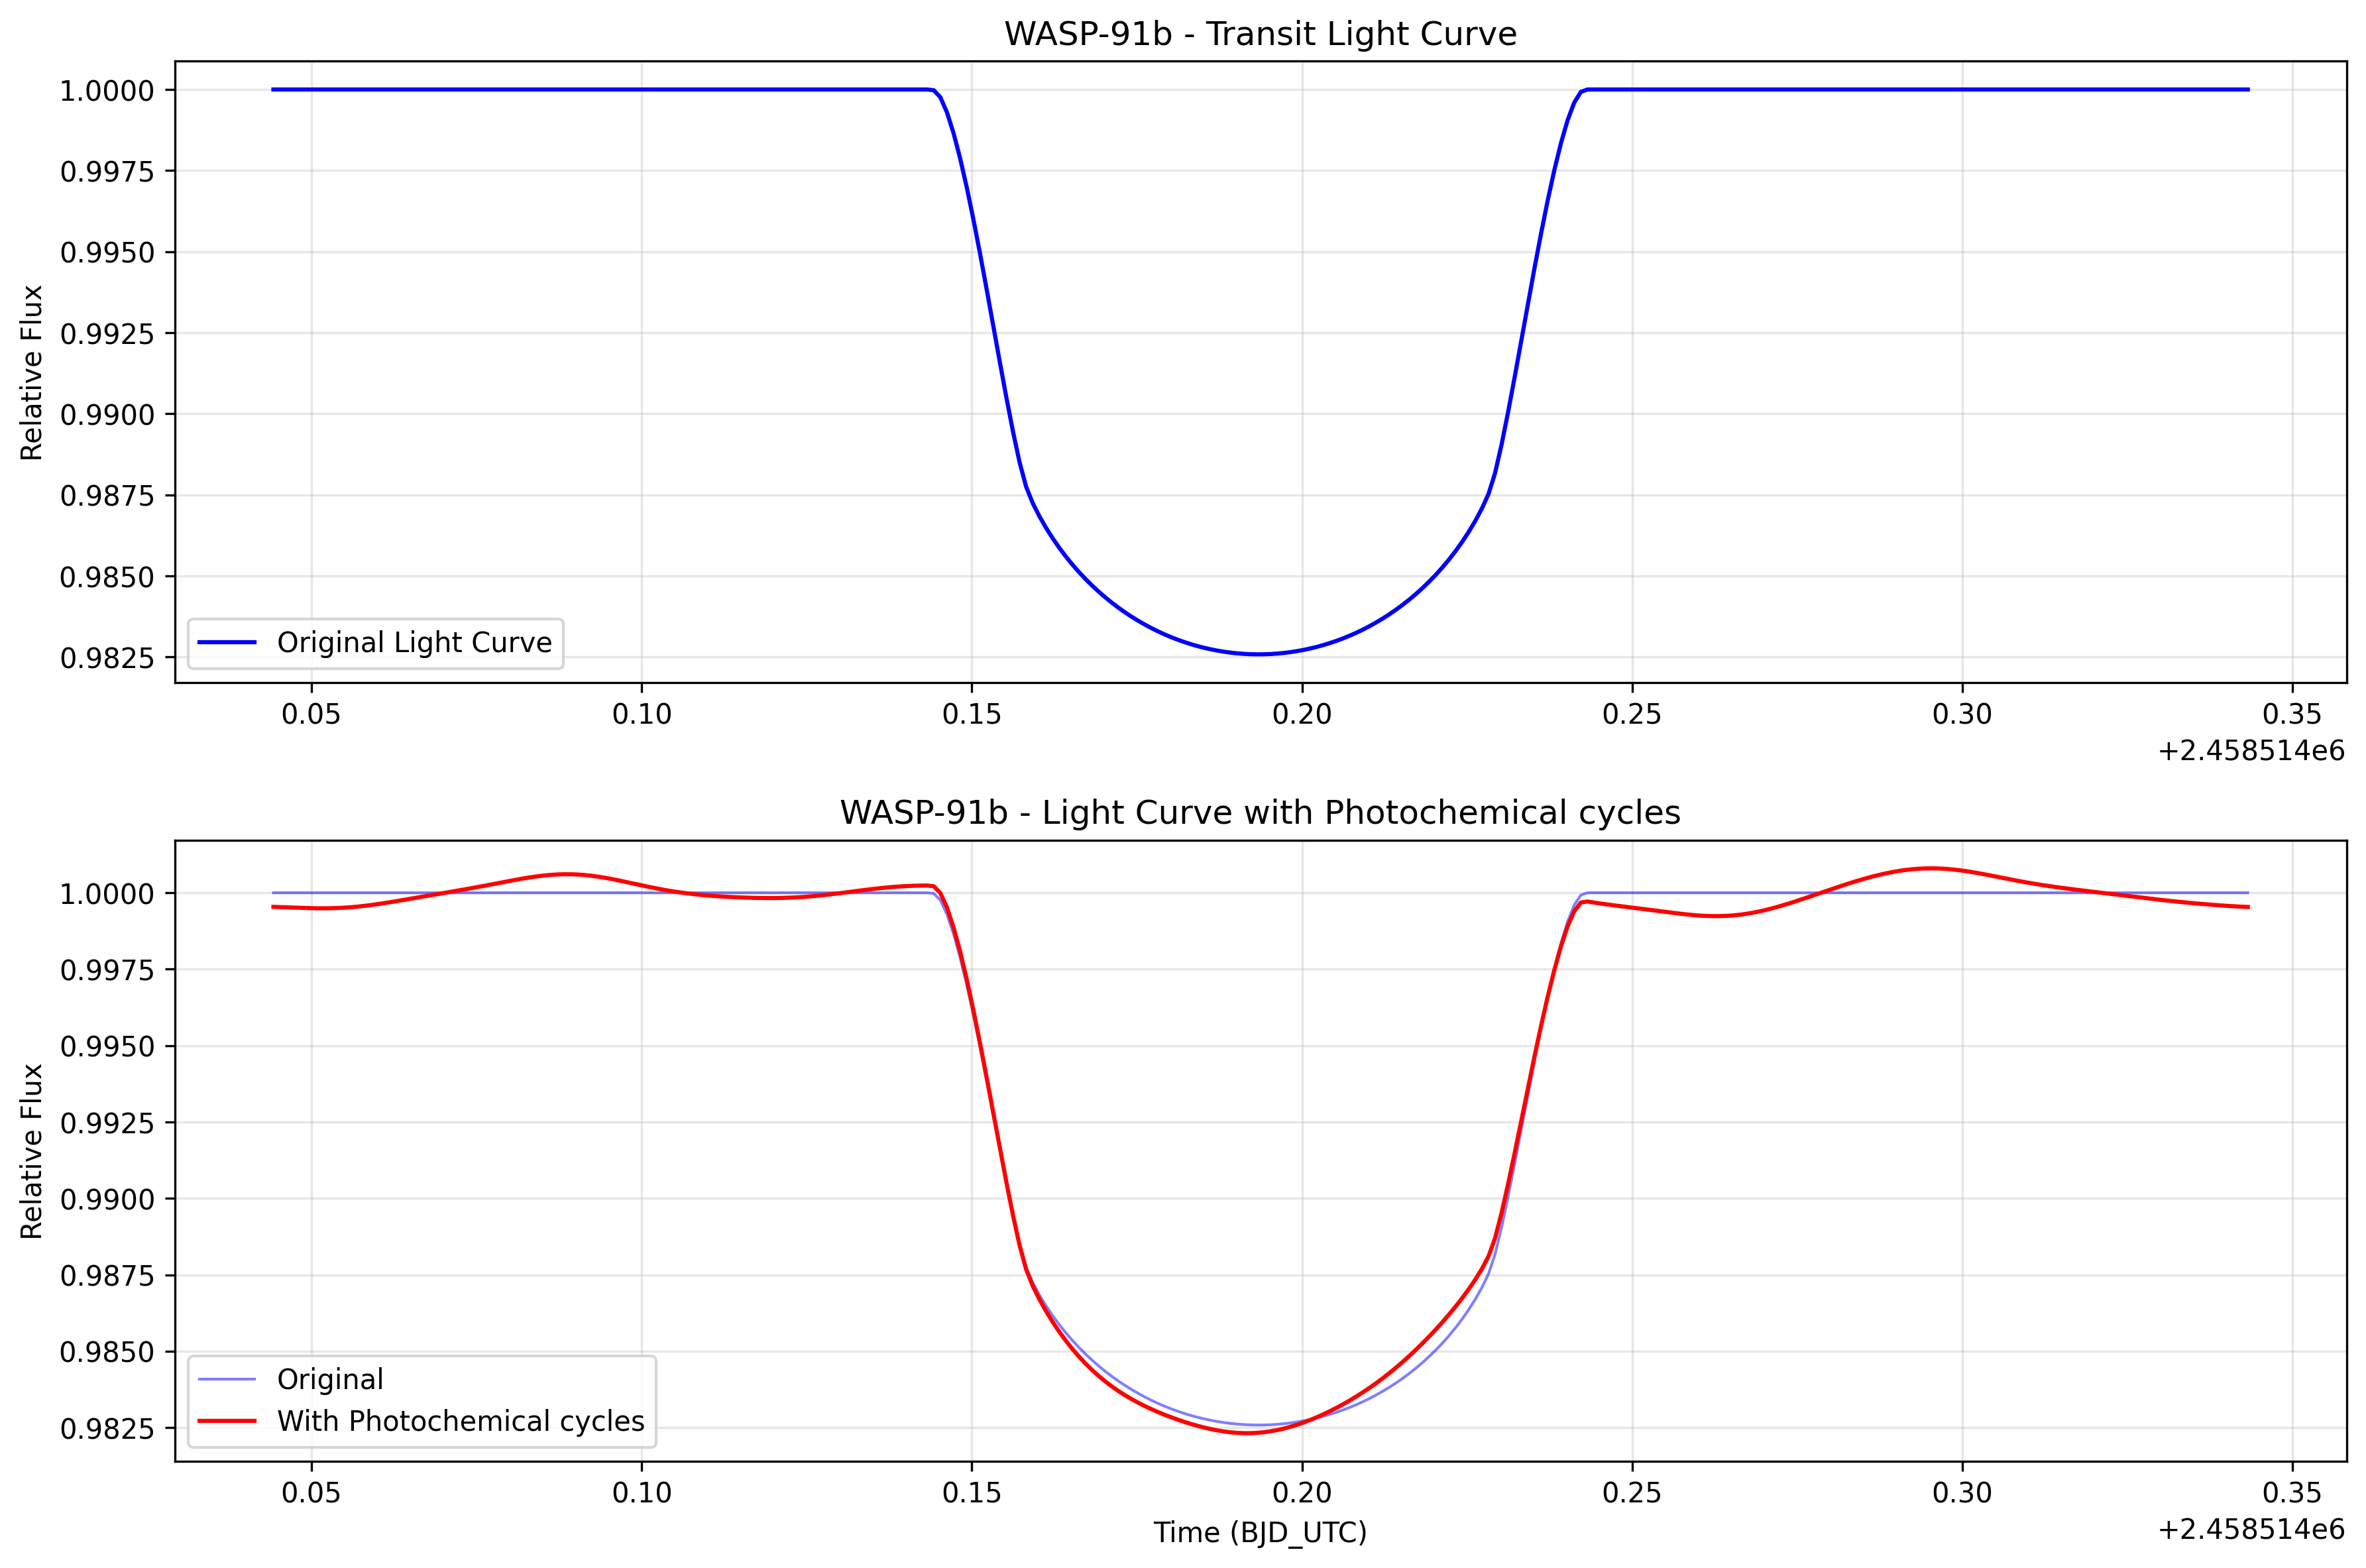 WASP-91b - Transit Light Curve
Relative Flux
1.0000
0.9975
0.9950
0.9925
0.9900
0.9875
0.9850
0.9825
Original Light Curve
0.05 0.10 0.15 0.20 0.25 0.30 0.35
+2.458514e6
WASP-91b - Light Curve with Photochemical cycles
Relative Flux
1.0000
0.9975
0.9950
0.9925
0.9900
0.9875
0.9850
0.9825
Original
With Photochemical cycles
0.05 0.10 0.15 0.20 0.25 0.30 0.35
Time (BJD_UTC)
+2.458514e6